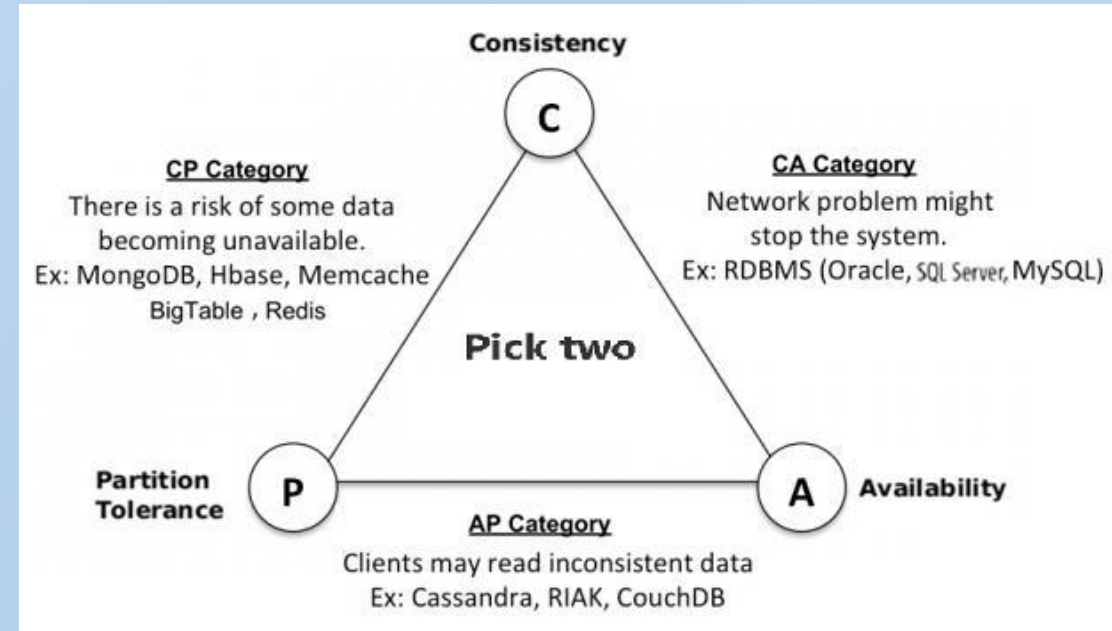 Consistency
C
CP Category
There is a risk of some data
becoming unavailable.
Ex: MongoDB, Hbase, Memcache
BigTable , Redis
CA Category
Network problem might
stop the system.
Ex: RDBMS (Oracle, SQL Server, MySQL)
Pick two
Partition
Tolerance
P
A
Availability
AP Category
Clients may read inconsistent data
Ex: Cassandra, RIAK, CouchDB